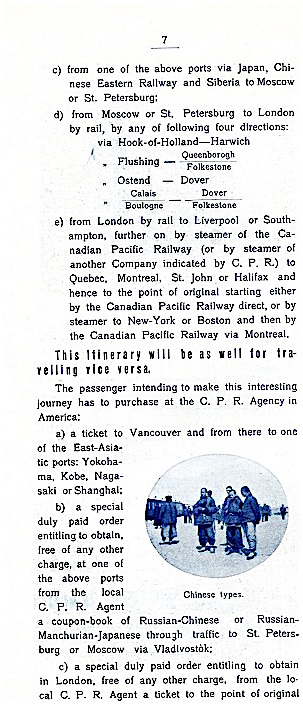 7
c) from one of the above ports via Japan, Chi-
nese Eastern Railway and Siberia to Moscow
or St. Petersburg;
d) from Moscow or St. Petersburg to London
by rail, by any of following four directions:
via Hook-of-Holland—Harwich
„ Flushing — Queenborogh
Folkestone
„ Ostend — Dover
„ Calais — Dover
Boulogne Folkestone
e) from London by rail to Liverpool or South-
ampton, further on by steamer of the Ca-
nadian Pacific Railway (or by steamer of
another Company indicated by C. P. R.) to
Quebec, Montreal, St. John or Halifax and
hence to the point of original starting either
by the Canadian Pacific Railway direct, or by
steamer to New-York or Boston and then by
the Canadian Pacific Railway via Montreal.
This Itinerary will be as well for tra-
velling vice versa.
The passenger intending to make this interesting
journey has to purchase at the C. P. R. Agency in
America:
a) a ticket to Vancouver and from there to one
of the East-Asia-
tic ports: Yokoha-
ma, Kobe, Naga-
saki or Shanghai;
b) a special
duly paid order
entitling to obtain,
free of any other
charge, at one of
the above ports
from the local
C. P. R. Agent
Chinese types.
a coupon-book of Russian-Chinese or Russian-
Manchurian-Japanese through traffic to St. Peters-
burg or Moscow via Vladivostok;
c) a special duly paid order entitling to obtain
in London, free of any other charge, from the lo-
cal C. P. R. Agent a ticket to the point of original